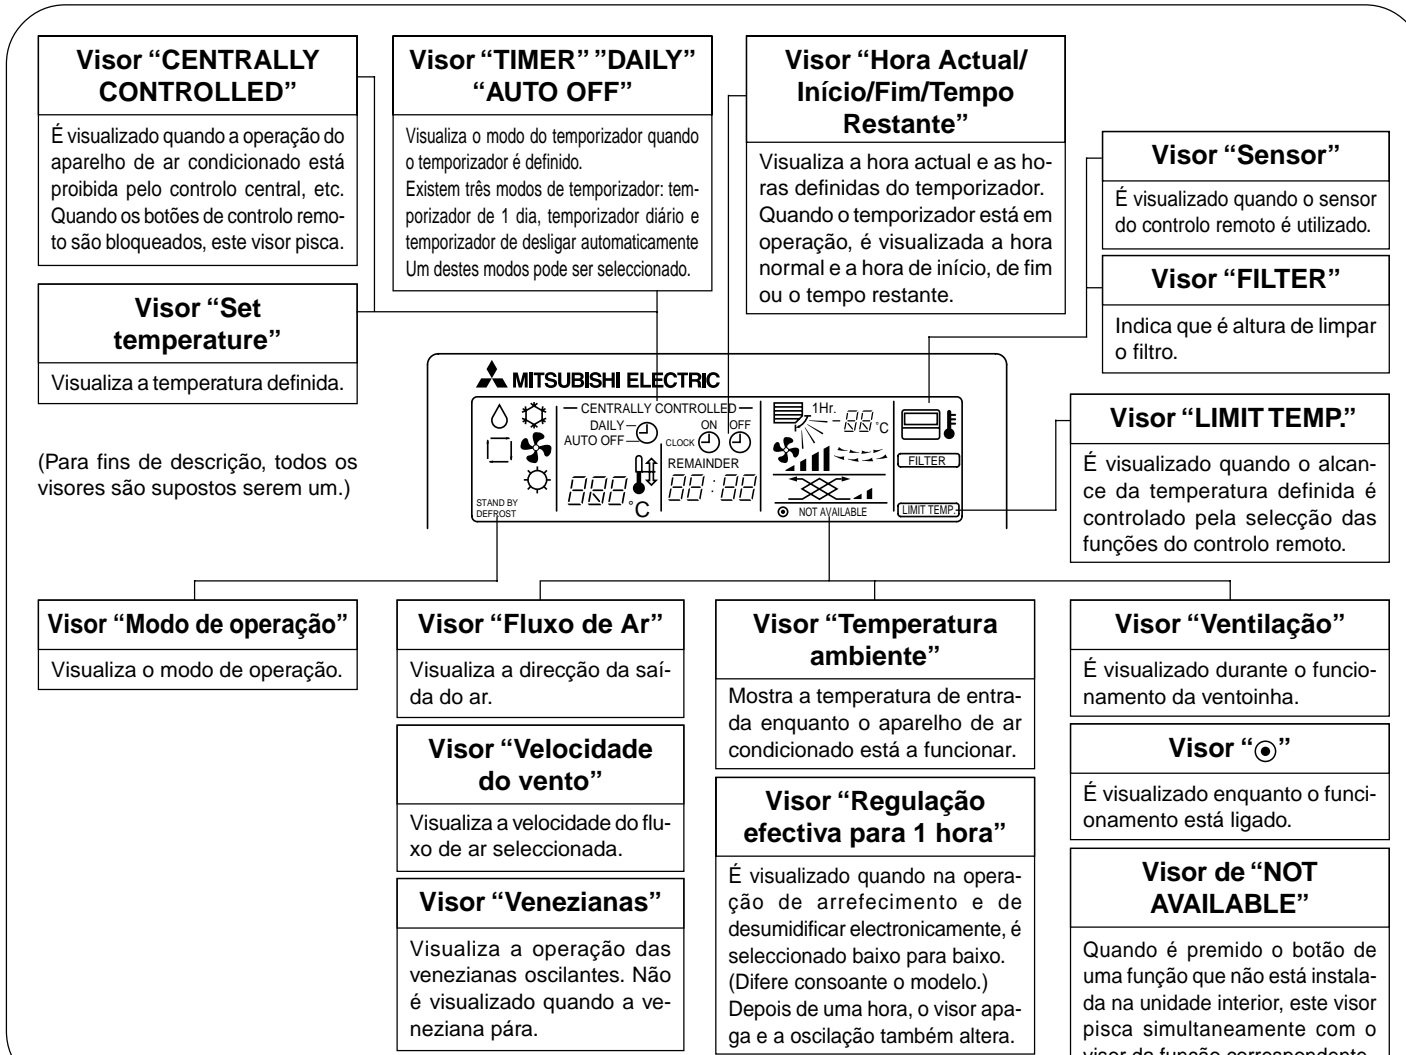 Visor “CENTRALLY
CONTROLLED”
É visualizado quando a operação do
aparelho de ar condicionado está
proibida pelo controlo central, etc.
Quando os botões de controlo remo-
to são bloqueados, este visor pisca.
Visor “Set
temperature”
Visualiza a temperatura definida.
(Para fins de descrição, todos os
visores são supostos serem um.)
Visor “TIMER” ”DAILY”
“AUTO OFF”
Visualiza o modo do temporizador quando
o temporizador é definido.
Existem três modos de temporizador: tem-
porizador de 1 dia, temporizador diário e
temporizador de desligar automaticamente
Um destes modos pode ser seleccionado.
Visor “Hora Actual/
Início/Fim/Tempo
Restante”
Visualiza a hora actual e as ho-
ras definidas do temporizador.
Quando o temporizador está em
operação, é visualizada a hora
normal e a hora de início, de fim
ou o tempo restante.
Visor “Sensor”
É visualizado quando o sensor
do controlo remoto é utilizado.
Visor “FILTER”
Indica que é altura de limpar
o filtro.
Visor “LIMIT TEMP.”
É visualizado quando o alcan-
ce da temperatura definida é
controlado pela selecção das
funções do controlo remoto.
MITSUBISHI ELECTRIC
CENTRALLY CONTROLLED
DAILY
AUTO OFF
CLOCK
ON OFF
REMAINDER
88:88
888°C
STAND BY
DEFROST
1Hr.
-88°C
NOT AVAILABLE
FILTER
LIMIT TEMP.
Visor “Modo de operação”
Visualiza o modo de operação.
Visor “Fluxo de Ar”
Visualiza a direcção da saí-
da do ar.
Visor “Velocidade
do vento”
Visualiza a velocidade do flu-
xo de ar seleccionada.
Visor “Venezianas”
Visualiza a operação das
venezianas oscilantes. Não
é visualizado quando a ve-
neziana pára.
Visor “Temperatura
ambiente”
Mostra a temperatura de entra-
da enquanto o aparelho de ar
condicionado está a funcionar.
Visor “Regulação
efectiva para 1 hora”
É visualizado quando na opera-
ção de arrefecimento e de
desumidificar electronicamente, é
seleccionado baixo para baixo.
(Difere consoante o modelo.)
Depois de uma hora, o visor apa-
ga e a oscilação também altera.
Visor “Ventilação”
É visualizado durante o funcio-
namento da ventoinha.
Visor “◉”
É visualizado enquanto o funci-
onamento está ligado.
Visor de “NOT
AVAILABLE”
Quando é premido o botão de
uma função que não está instala-
da na unidade interior, este visor
pisca simultaneamente com o
visor da função correspondente.